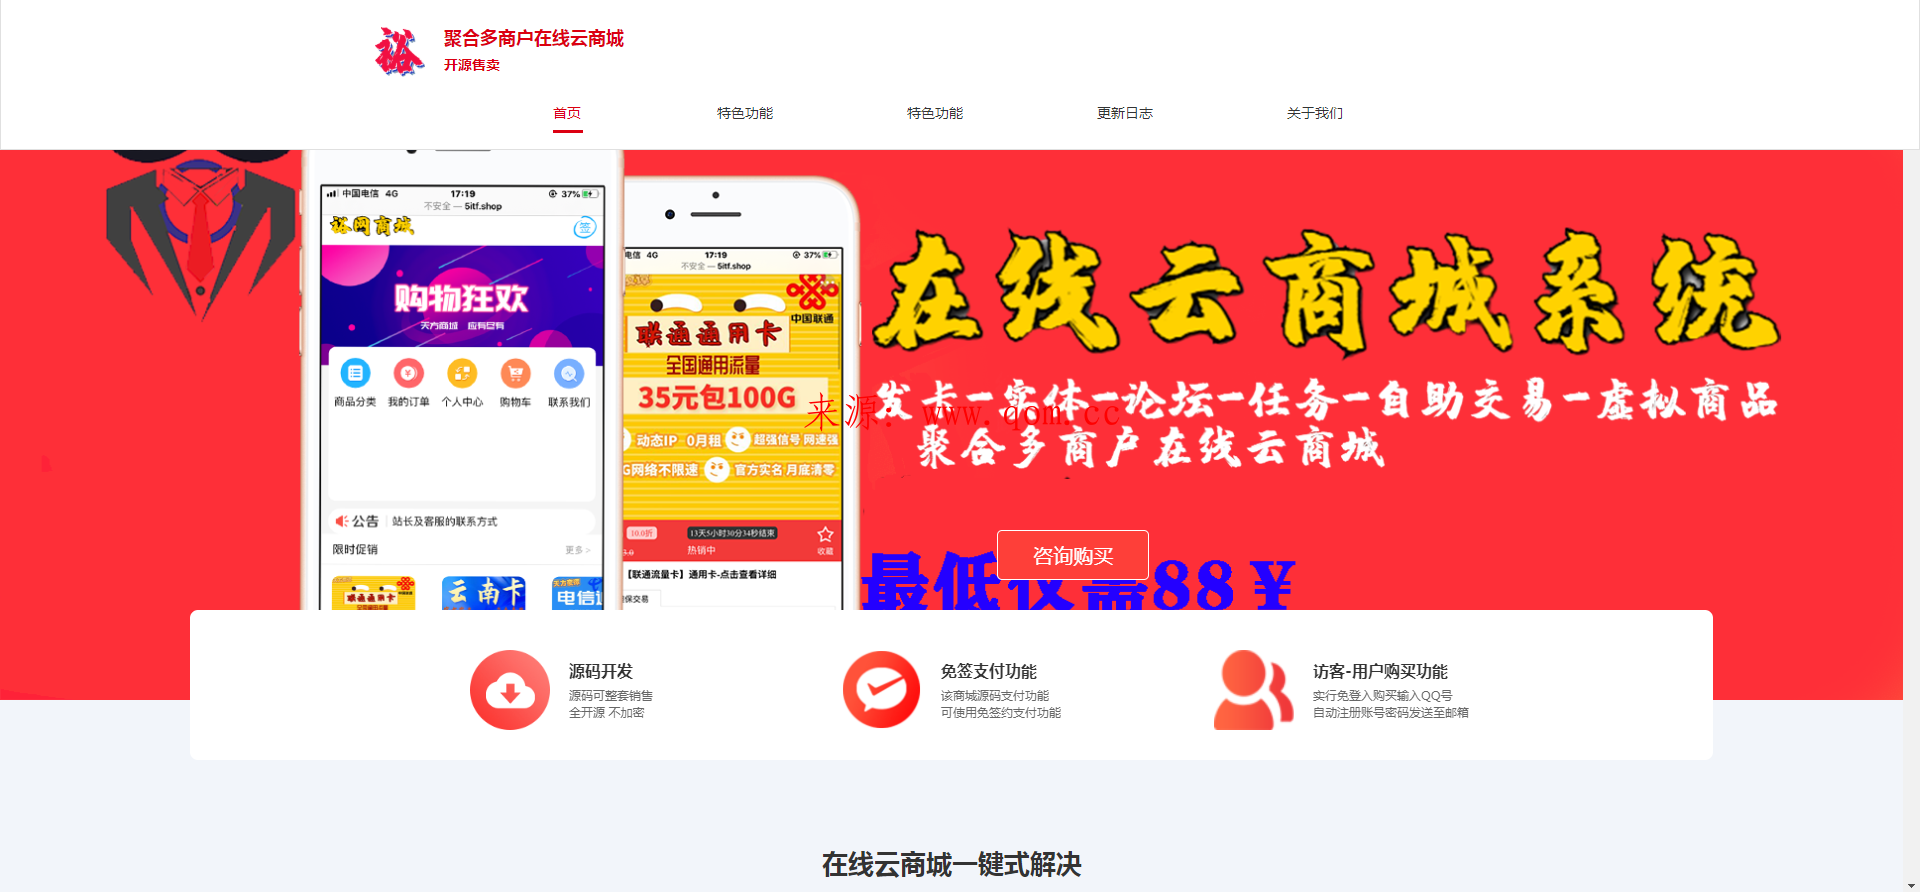 聚合多商户在线云商城
开源售卖
首页
特色功能
特色功能
更新日志
关于我们
中国电信 4G
17:19
37%
不安全 — 5itf.shop
裕网商城
签
购物狂欢
天方商城 应有尽有
商品分类
我的订单
个人中心
购物车
联系我们
公告
站长及客服的联系方式
限时促销
更多 >
联通通用卡
云南卡
电信
电信 4G
17:19
37%
不安全 — 5itf.shop
中国联通
联通通用卡
全国通用流量
35元包100G
动态IP 0月租
超强信号 网速强
G网络不限速
官方实名 月底清零
10.0折
13天5小时30分34秒结束
热销中
收藏
【联通流量卡】通用卡-点击查看详细
保交易
在线云商城系统
发卡-实体-论坛-任务-自助交易-虚拟商品
聚合多商户在线云商城
来源：www.qom.cc
咨询购买
最低仅需88￥
源码开发
源码可整套销售
全开源 不加密
免签支付功能
该商城源码支付功能
可使用免签约支付功能
访客-用户购买功能
实行免登入购买输入QQ号
自动注册账号密码发送至邮箱
在线云商城一键式解决